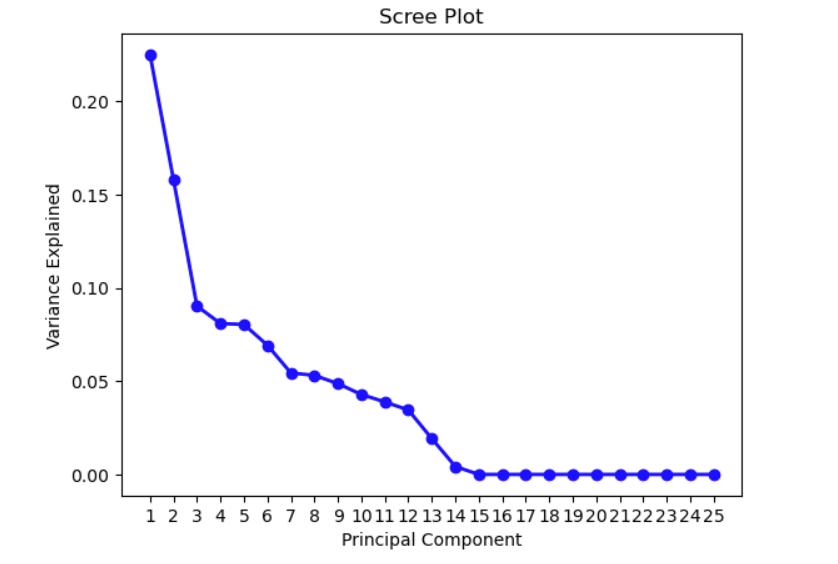 Scree Plot
Variance Explained
0.20
0.15
0.10
0.05
0.00
1 2 3 4 5 6 7 8 9 10 11 12 13 14 15 16 17 18 19 20 21 22 23 24 25
Principal Component